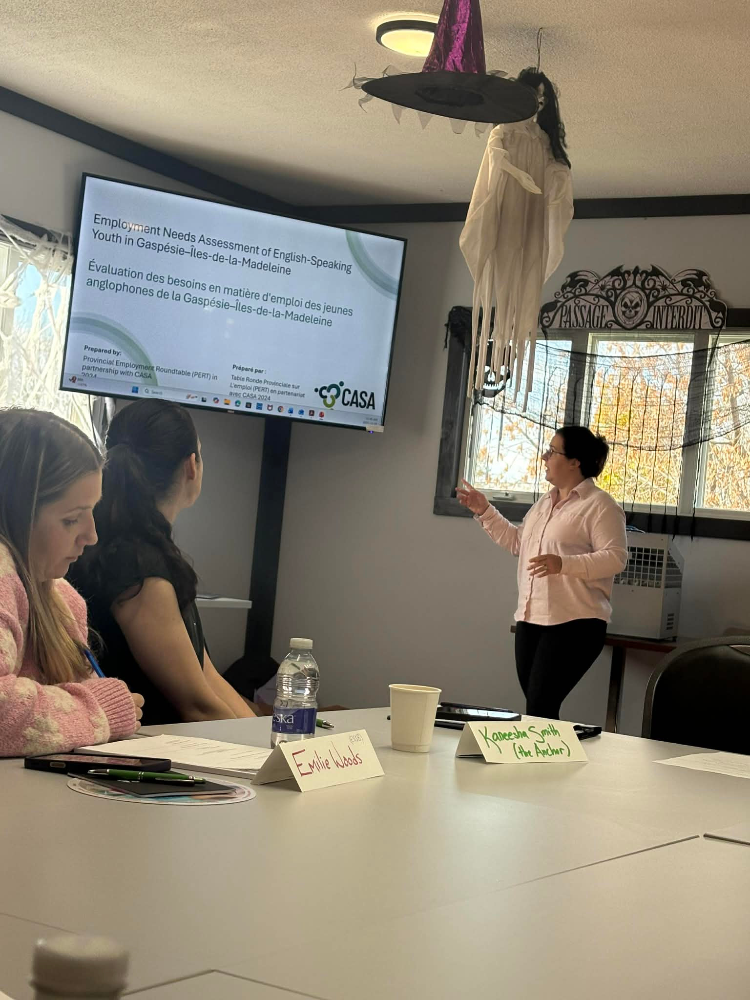 Employment Needs Assessment of English-Speaking
Youth in Gaspésie–Îles-de-la-Madeleine
Évaluation des besoins en matière d'emploi des jeunes
anglophones de la Gaspésie–Îles-de-la-Madeleine
Prepared by:
Provincial Employment Roundtable (PERT) in
partnership with CASA
2024
Préparé par :
Table Ronde Provinciale sur
L'emploi (PERT) en partenariat
avec CASA 2024
CASA
Search
PASSAGE INTERDIT
eska
(ESSB)
Emilie Woods
Kaneesha Smith
(the Anchor)